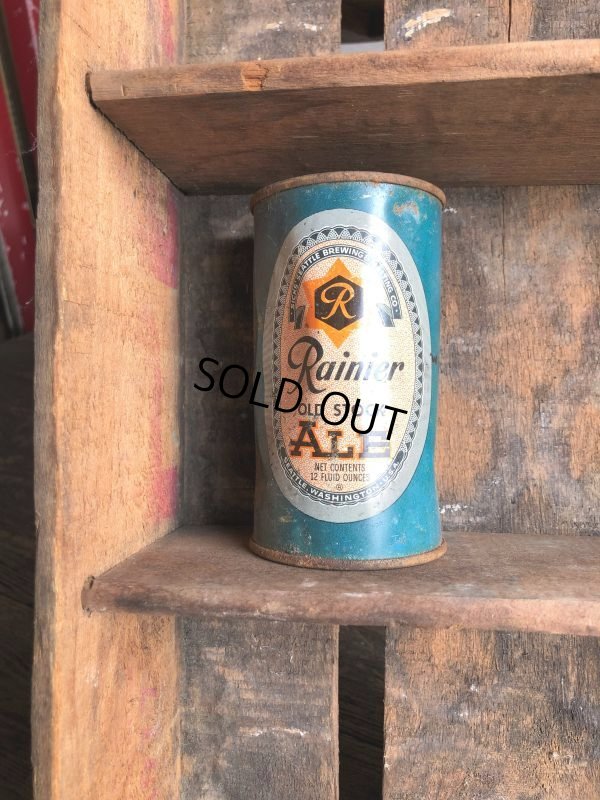 SEATTLE BREWING
R
Rainier
OLD STOCK
SOLD OUT
ALE
NET CONTENTS
12 FLUID OUNCES
SEATTLE, WASHINGTON, U.S.A.